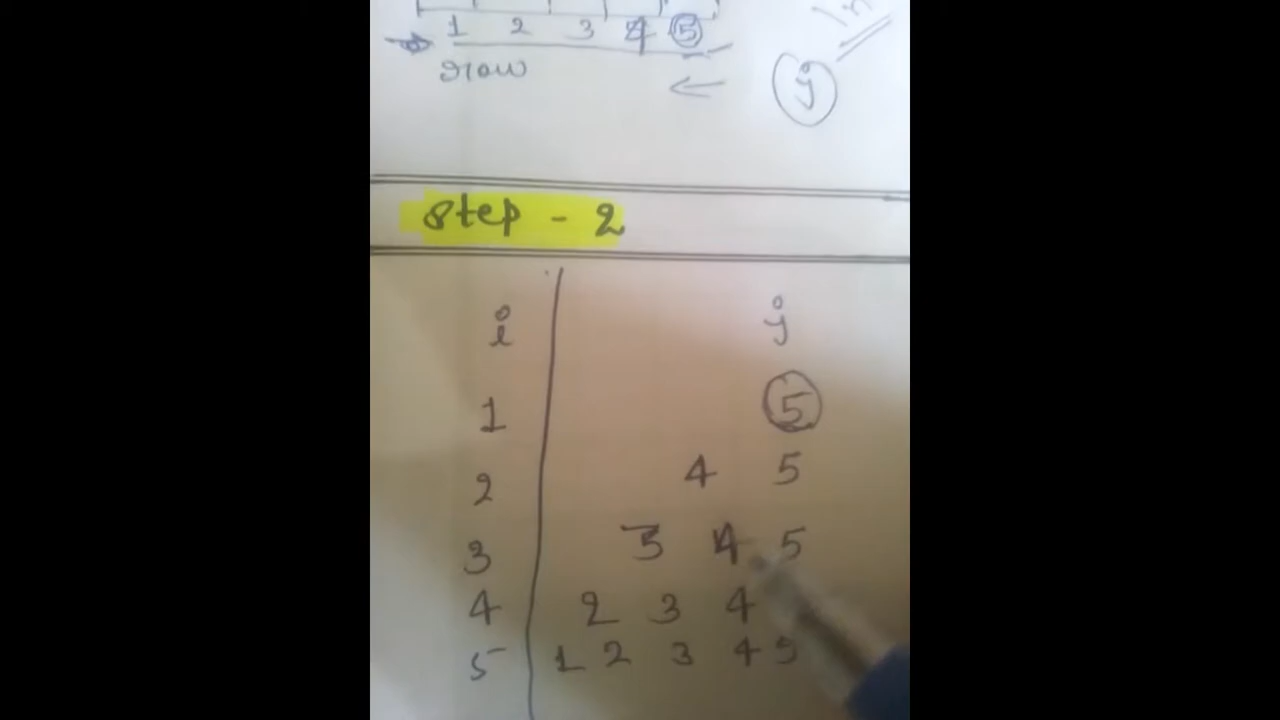 1 2 3 4 5
row
j
Step - 2
i j
1 5
2 4 5
3 3 4 5
4 2 3 4
5 1 2 3 4 5